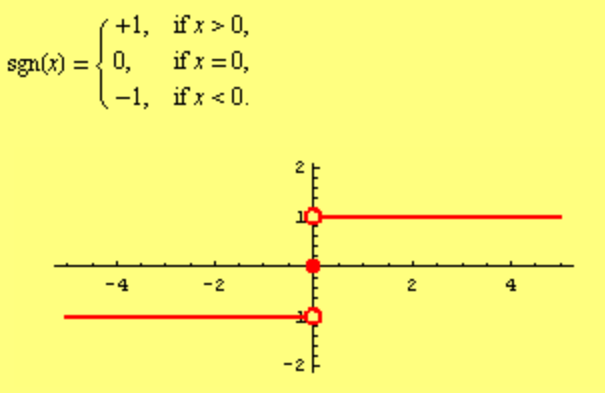 +1, if x > 0,
sgn(x) = { 0, if x = 0,
−1, if x < 0.
2
1
-4 -2 2 4
1
-2